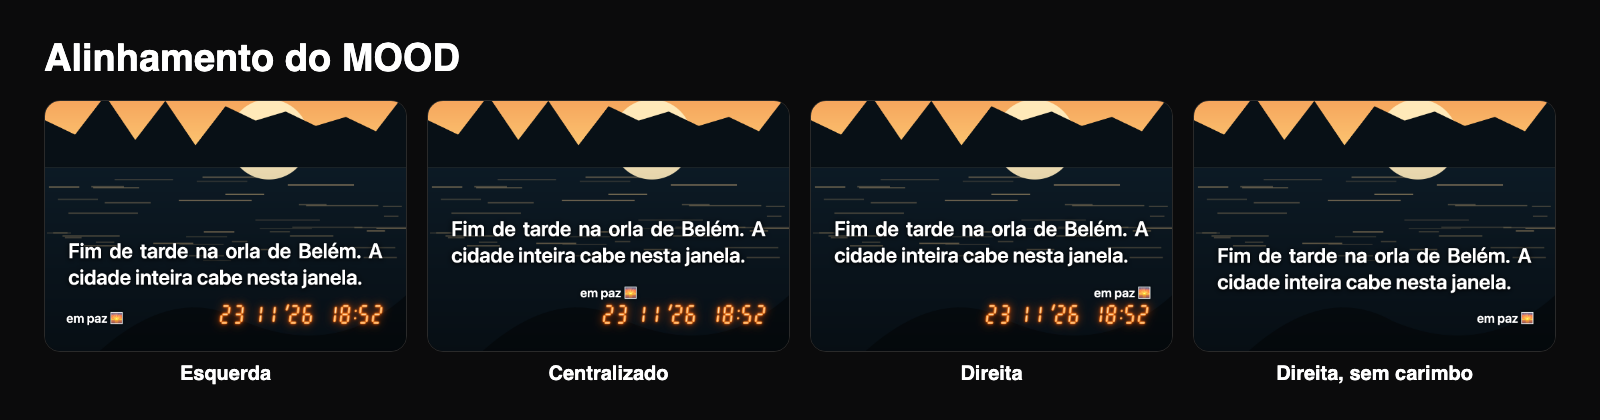 Alinhamento do MOOD
Fim de tarde na orla de Belém. A
cidade inteira cabe nesta janela.
em paz
23 11 '26 18:52
Esquerda
Fim de tarde na orla de Belém. A
cidade inteira cabe nesta janela.
em paz
23 11 '26 18:52
Centralizado
Fim de tarde na orla de Belém. A
cidade inteira cabe nesta janela.
em paz
23 11 '26 18:52
Direita
Fim de tarde na orla de Belém. A
cidade inteira cabe nesta janela.
em paz
Direita, sem carimbo